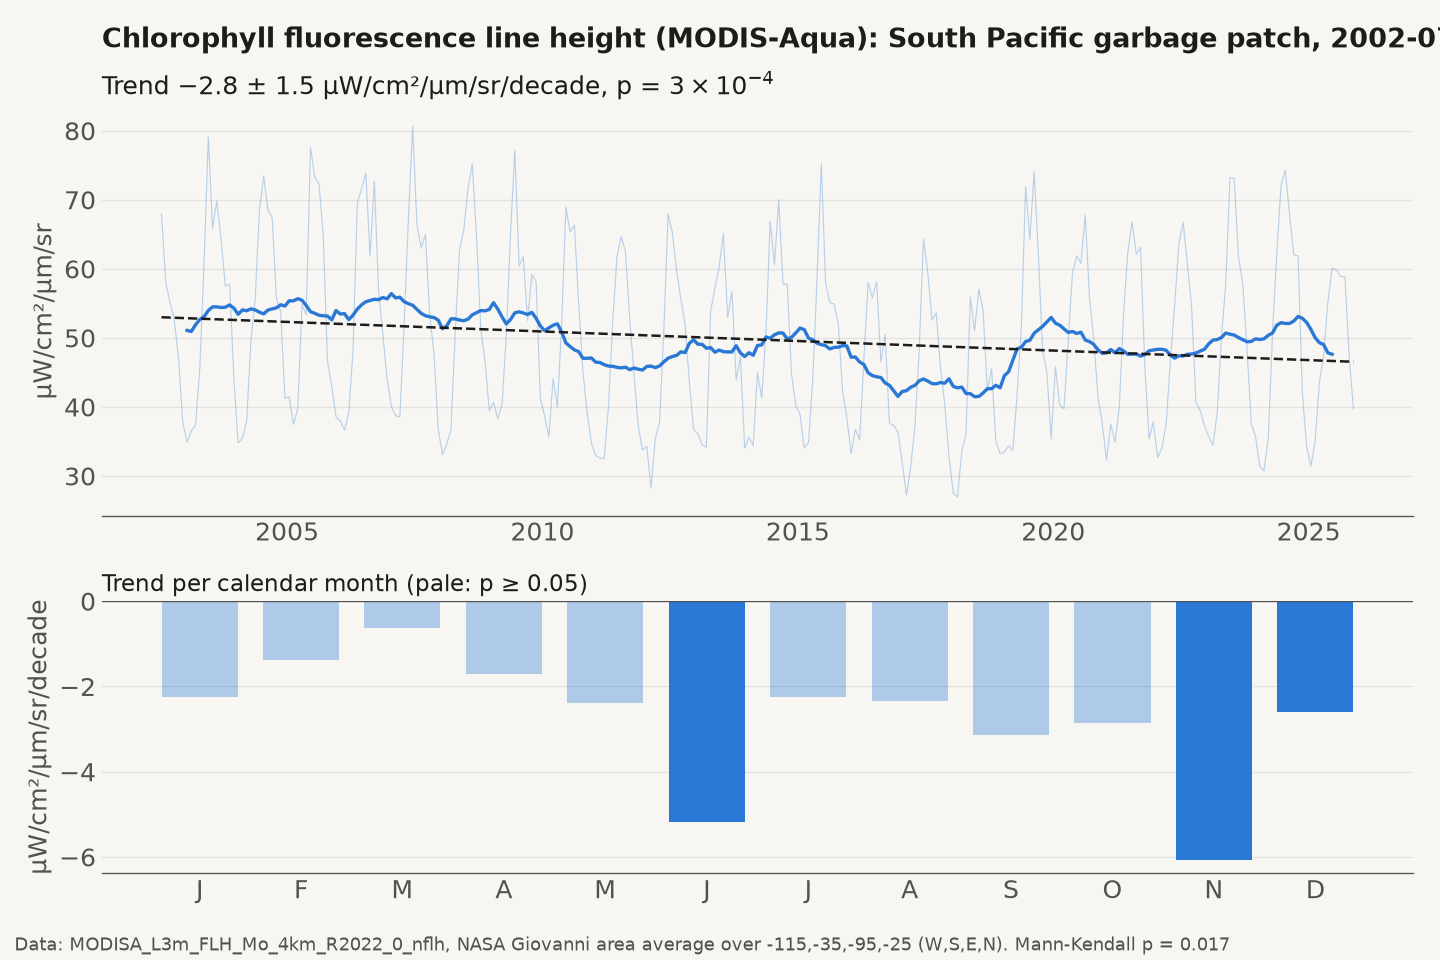 Chlorophyll fluorescence line height (MODIS-Aqua): South Pacific garbage patch,
Trend −2.8 ± 1.5 µW/cm²/µm/sr/decade, p = 3 × 10⁻⁴
µW/cm²/µm/sr
80
70
60
50
40
30
2005 2010 2015 2020 2025
Trend per calendar month (pale: p ≥ 0.05)
µW/cm²/µm/sr/decade
0
−2
−4
−6
J F M A M J J A S O N D
Data: MODISA_L3m_FLH_Mo_4km_R2022_0_nflh, NASA Giovanni area average over -115,-35,-95,-25 (W,S,E,N). Mann-Kendall p = 0.017